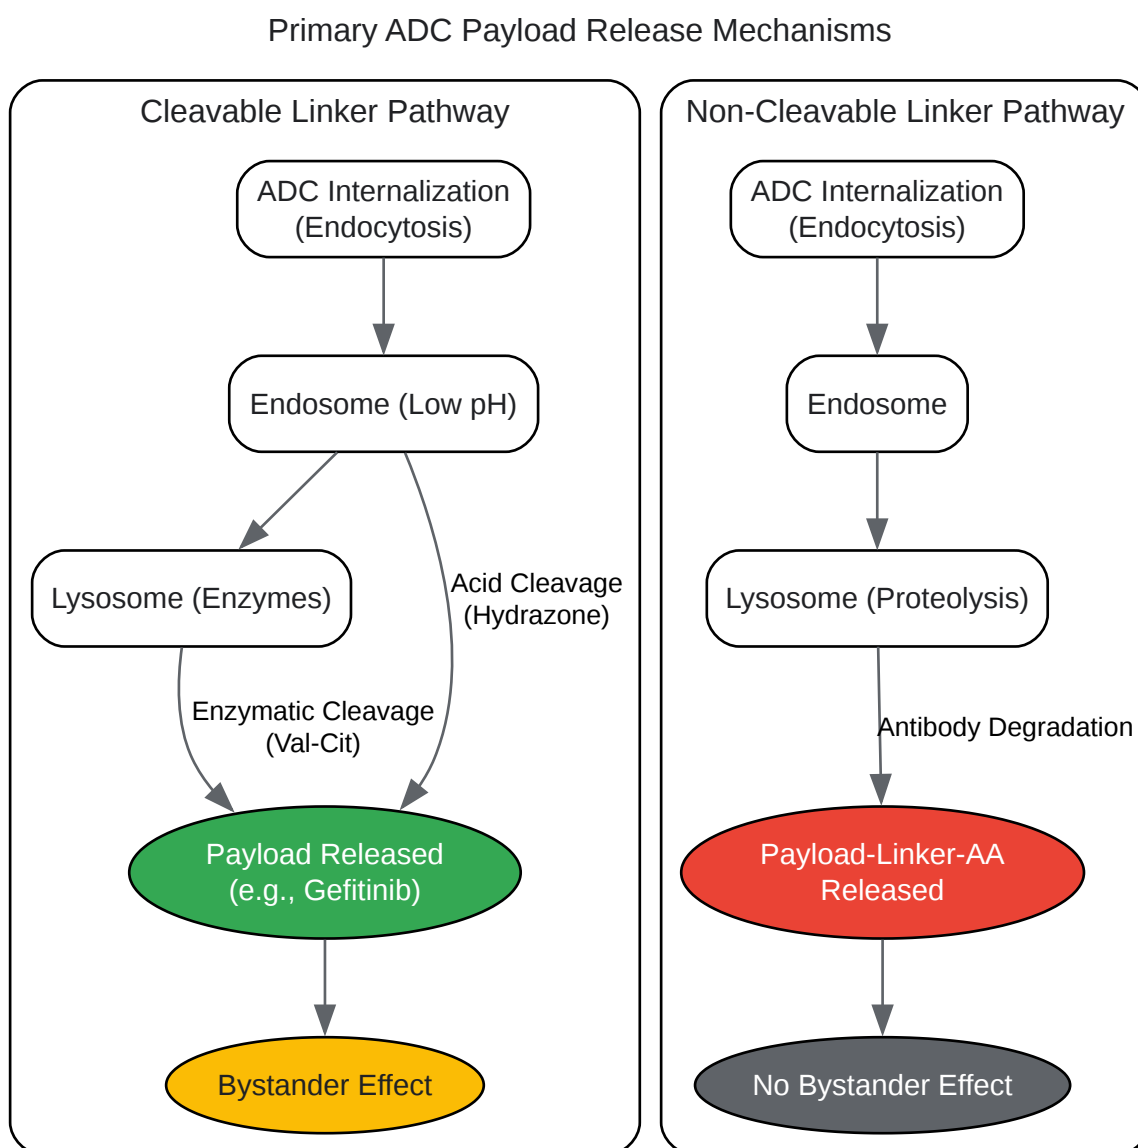 Primary ADC Payload Release Mechanisms
Cleavable Linker Pathway
ADC Internalization
(Endocytosis)
Endosome (Low pH)
Lysosome (Enzymes)
Acid Cleavage
(Hydrazone)
Enzymatic Cleavage
(Val-Cit)
Payload Released
(e.g., Gefitinib)
Bystander Effect
Non-Cleavable Linker Pathway
ADC Internalization
(Endocytosis)
Endosome
Lysosome (Proteolysis)
Antibody Degradation
Payload-Linker-AA
Released
No Bystander Effect